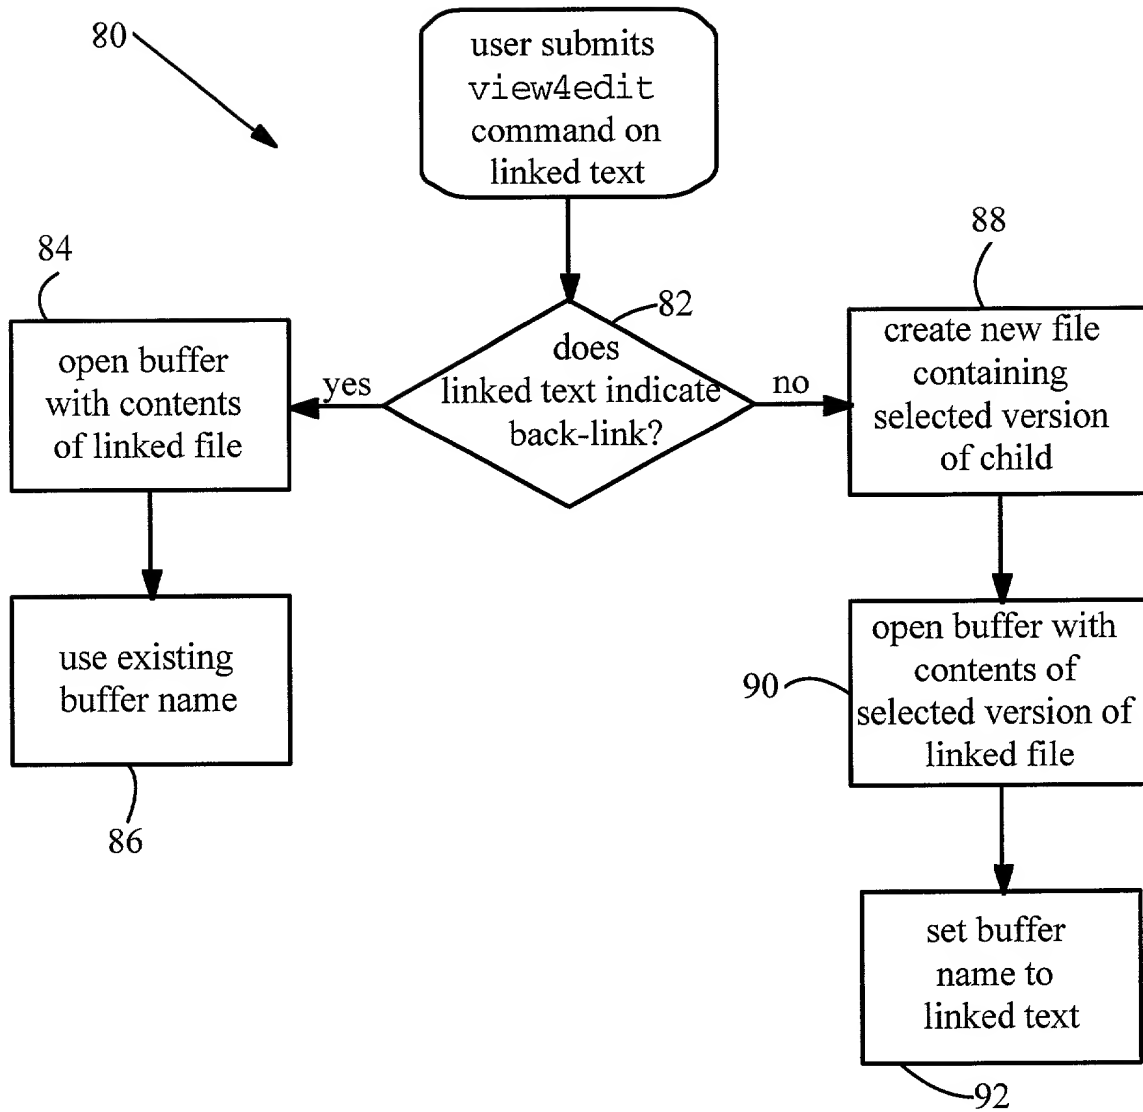 80
user submits
view4edit
command on
linked text
84
open buffer
with contents
of linked file
yes
82
does
linked text indicate
back-link?
no
88
create new file
containing
selected version
of child
use existing
buffer name
86
90
open buffer with
contents of
selected version of
linked file
set buffer
name to
linked text
92